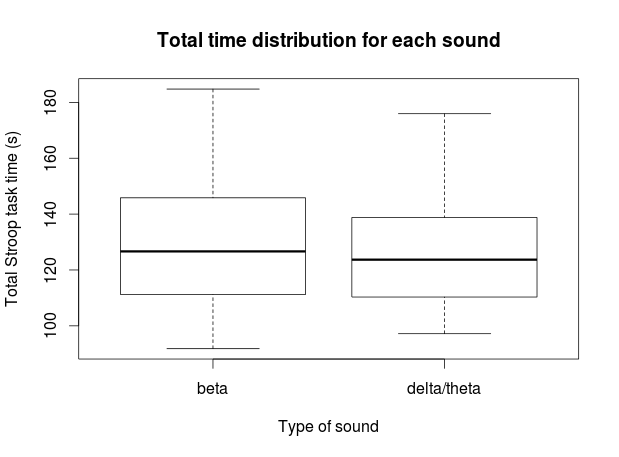 Total time distribution for each sound
Total Stroop task time (s)
180
160
140
120
100
beta
delta/theta
Type of sound